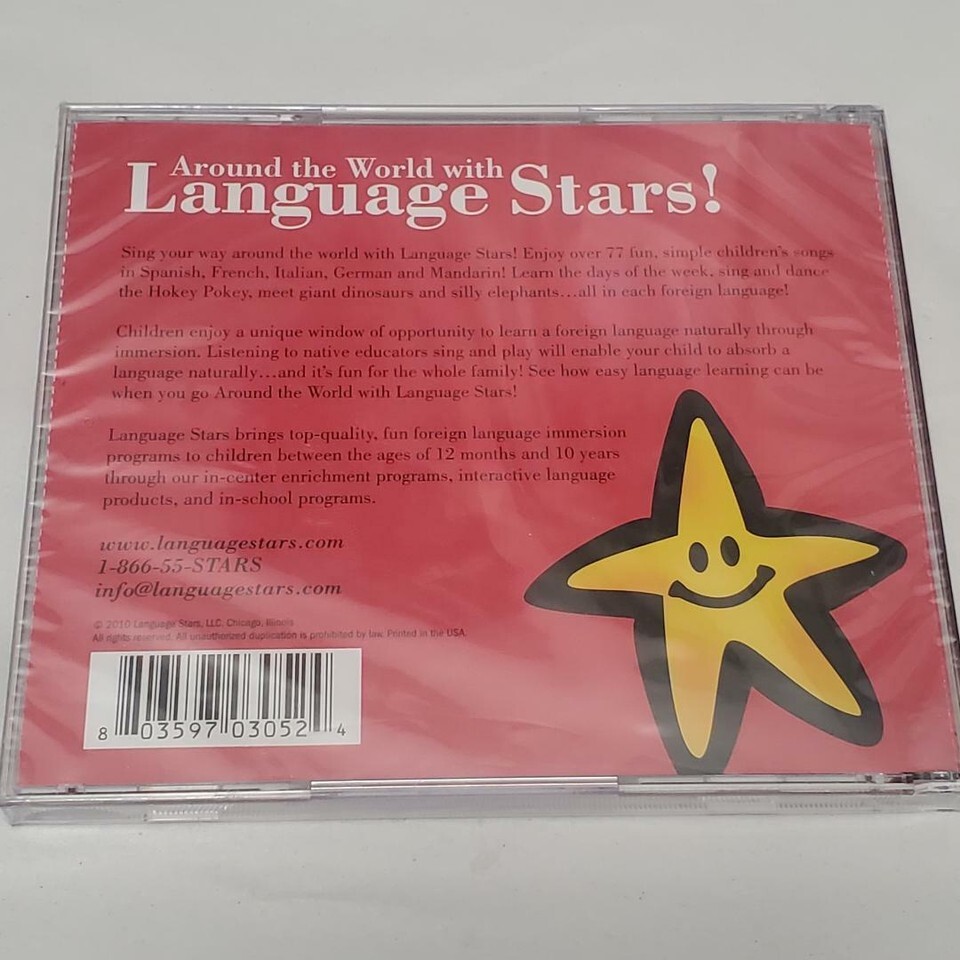 Around the World with
Language Stars!
Sing your way around the world with Language Stars! Enjoy over 77 fun, simple children's songs
in Spanish, French, Italian, German and Mandarin! Learn the days of the week, sing and dance
the Hokey Pokey, meet giant dinosaurs and silly elephants...all in each foreign language!
Children enjoy a unique window of opportunity to learn a foreign language naturally through
immersion. Listening to native educators sing and play will enable your child to absorb a
language naturally...and it's fun for the whole family! See how easy language learning can be
when you go Around the World with Language Stars!
Language Stars brings top-quality, fun foreign language immersion
programs to children between the ages of 12 months and 10 years
through our in-center enrichment programs, interactive language
products, and in-school programs.
www.languagestars.com
1-866-55-STARS
info@languagestars.com
© 2010 Language Stars, LLC. Chicago, Illinois
All rights reserved. All unauthorized duplication is prohibited by law. Printed in the USA.
8 03597 03052 4